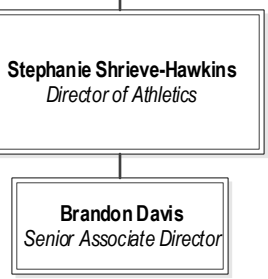 Stephanie Shrieve-Hawkins
Director of Athletics
Brandon Davis
Senior Associate Director